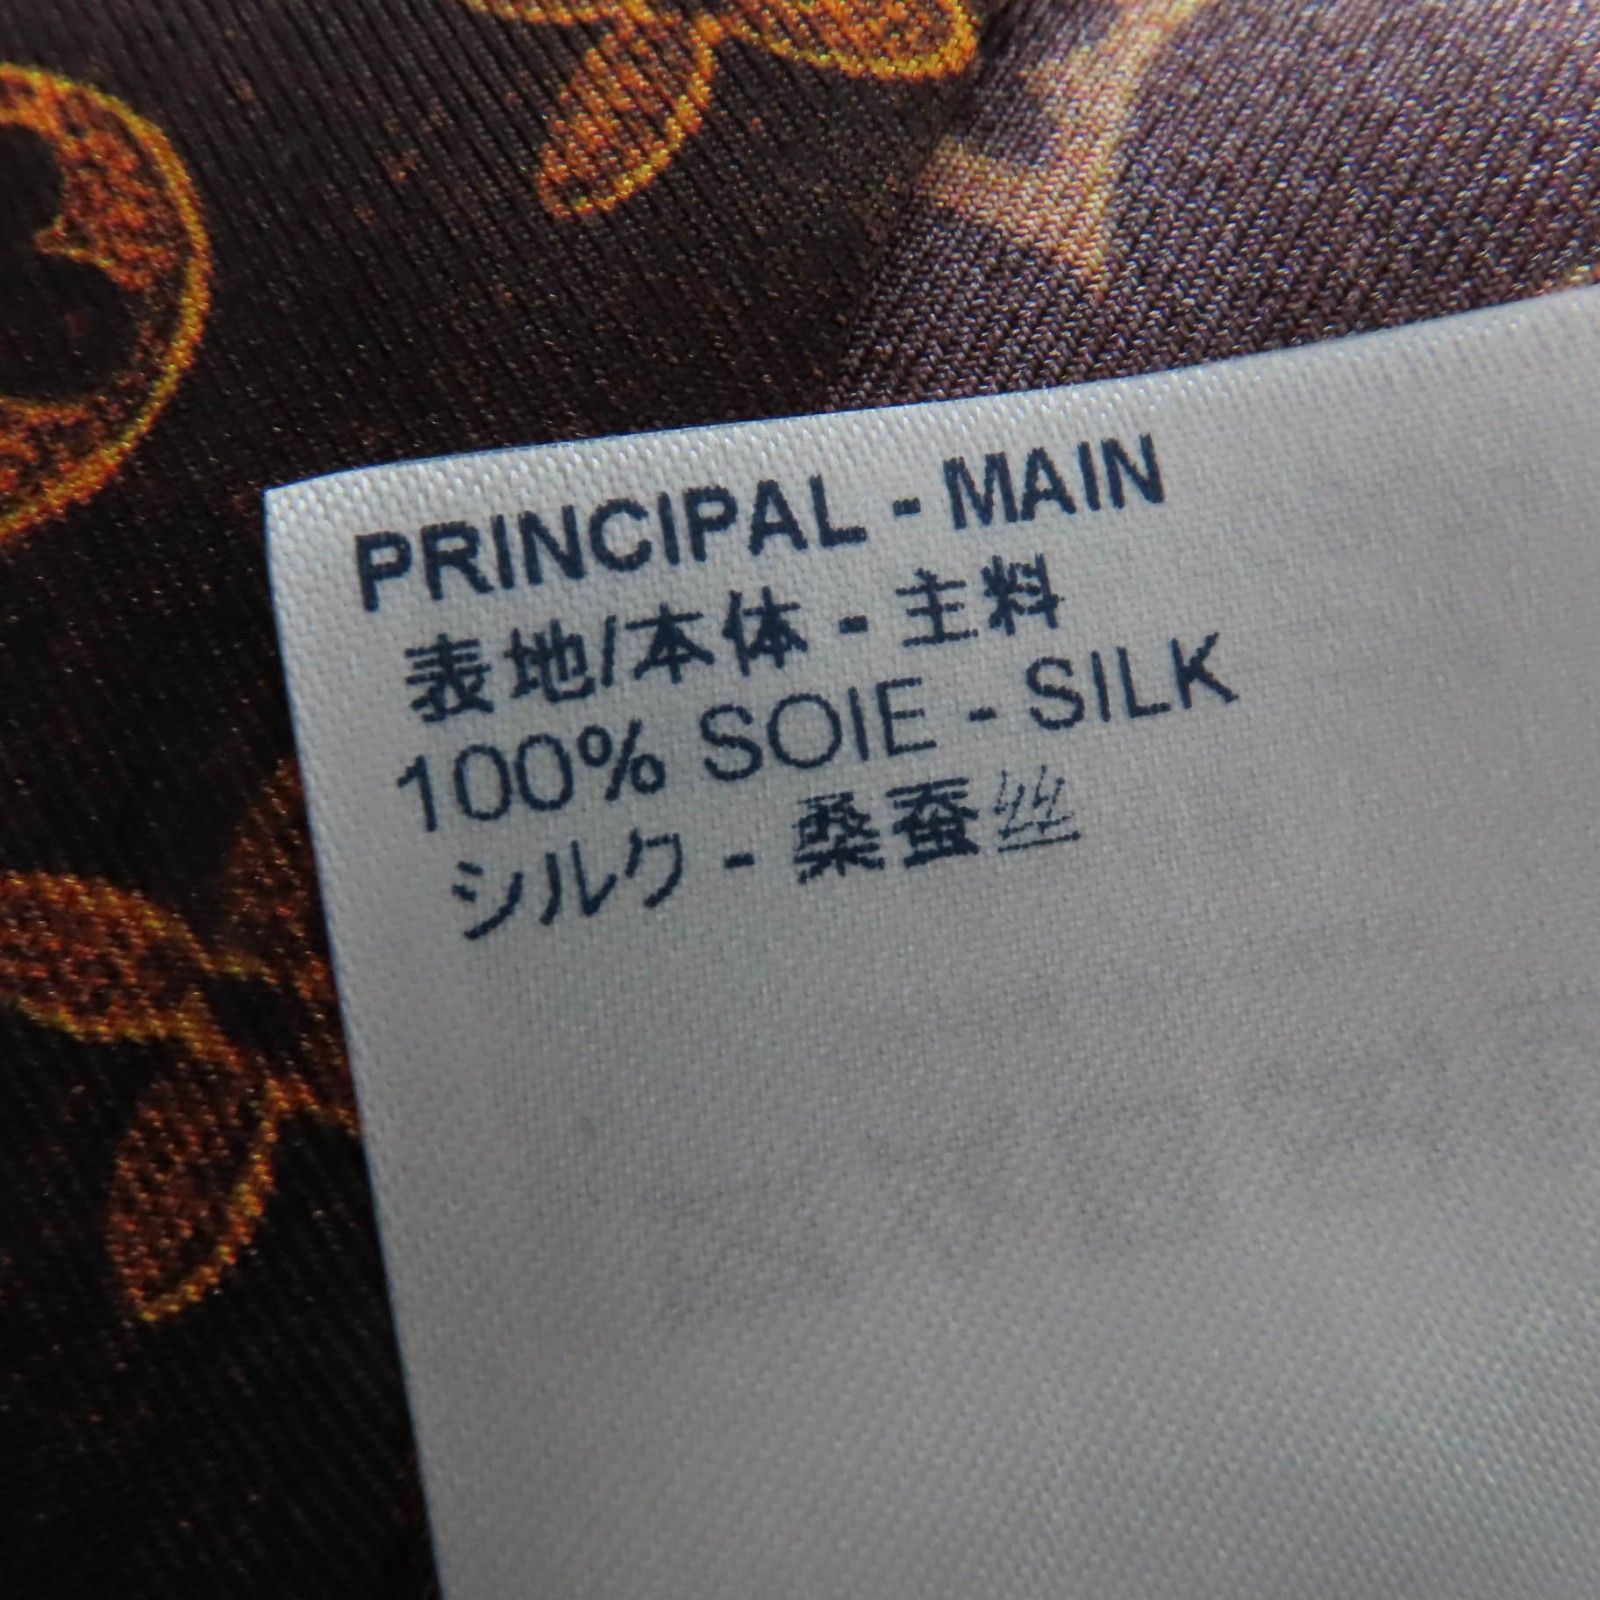 PRINCIPAL - MAIN
表地/本体 - 主料
100% SOIE - SILK
シルク - 桑蚕丝